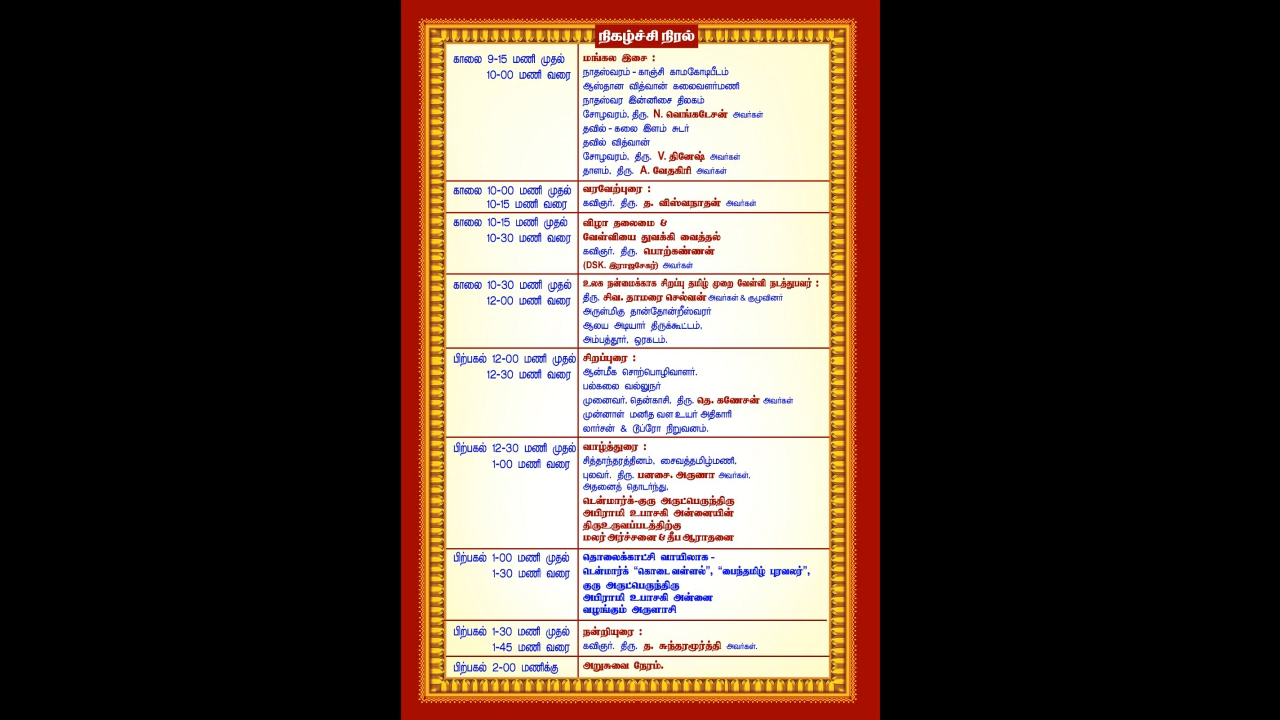 நிகழ்ச்சி நிரல்
காலை 9-15 மணி முதல்
10-00 மணி வரை
மங்கல இசை :
நாதஸ்வரம் - காஞ்சி காமகோடிபீடம்
ஆஸ்தான வித்வான் கலைவளர்மணி
நாதஸ்வர இன்னிசை திலகம்
சோழவரம். திரு. N. வெங்கடேசன் அவர்கள்
தவில் - கலை இளம் சுடர்
தவில் வித்வான்
சோழவரம். திரு. V. தினேஷ் அவர்கள்
தாளம். திரு. A. வேதகிரி அவர்கள்
காலை 10-00 மணி முதல்
10-15 மணி வரை
வரவேற்புரை :
கவிஞர். திரு. த. விஸ்வநாதன் அவர்கள்
காலை 10-15 மணி முதல்
10-30 மணி வரை
விழா தலைமை &
வேள்வியை துவக்கி வைத்தல்
கவிஞர். திரு. பொற்கண்ணன்
(DSK. இராஜசேகர்) அவர்கள்
காலை 10-30 மணி முதல்
12-00 மணி வரை
உலக நன்மைக்காக சிறப்பு தமிழ் முறை வேள்வி நடத்துபவர் :
திரு. சிவ. தாமரை செல்வன் அவர்கள் & குழுவினர்
அருள்மிகு தான்தோன்றீஸ்வரர்
ஆலய அடியார் திருக்கூட்டம்,
அம்பத்தூர், ஒரகடம்.
பிற்பகல் 12-00 மணி முதல்
12-30 மணி வரை
சிறப்புரை :
ஆன்மீக சொற்பொழிவாளர்.
பல்கலை வல்லுநர்
முனைவர். தென்காசி. திரு. தெ. கணேசன் அவர்கள்
முன்னாள் மனித வள உயர் அதிகாரி
லார்சன் & டூப்ரோ நிறுவனம்.
பிற்பகல் 12-30 மணி முதல்
1-00 மணி வரை
வாழ்த்துரை :
சித்தாந்தரத்தினம், சைவத்தமிழ்மணி,
புலவர். திரு. பனசை. அருணா அவர்கள்.
அதனைத் தொடர்ந்து,
டென்மார்க்-குரு அருட்பெருந்திரு
அபிராமி உபாசகி அன்னையின்
திருஉருவப்படத்திற்கு
மலர் அர்ச்சனை & தீப ஆராதனை
பிற்பகல் 1-00 மணி முதல்
1-30 மணி வரை
தொலைக்காட்சி வாயிலாக -
டென்மார்க் "கொடை வள்ளல்", "பைந்தமிழ் புரவலர்",
குரு அருட்பெருந்திரு
அபிராமி உபாசகி அன்னை
வழங்கும் அருளாசி
பிற்பகல் 1-30 மணி முதல்
1-45 மணி வரை
நன்றியுரை :
கவிஞர். திரு. த. சுந்தரமூர்த்தி அவர்கள்.
பிற்பகல் 2-00 மணிக்கு
அறுசுவை நேரம்.